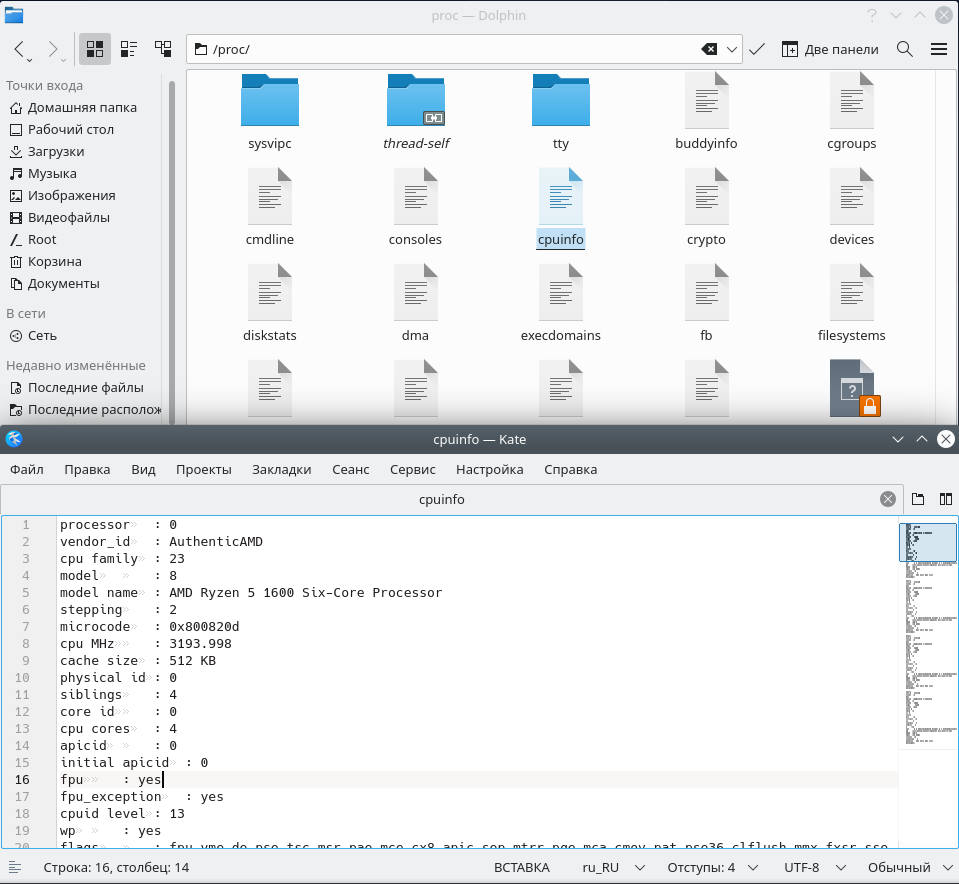 proc — Dolphin
/proc/
Две панели
Точки входа
Домашняя папка
Рабочий стол
Загрузки
Музыка
Изображения
Видеофайлы
Root
Корзина
Документы
В сети
Сеть
Недавно изменённые
Последние файлы
Последние располож
sysvipc thread-self tty buddyinfo cgroups
cmdline consoles cpuinfo crypto devices
diskstats dma execdomains fb filesystems
cpuinfo — Kate
Файл Правка Вид Проекты Закладки Сеанс Сервис Настройка Справка
cpuinfo
1 processor : 0
2 vendor_id : AuthenticAMD
3 cpu family : 23
4 model : 8
5 model name : AMD Ryzen 5 1600 Six-Core Processor
6 stepping : 2
7 microcode : 0x800820d
8 cpu MHz : 3193.998
9 cache size : 512 KB
10 physical id : 0
11 siblings : 4
12 core id : 0
13 cpu cores : 4
14 apicid : 0
15 initial apicid : 0
16 fpu : yes
17 fpu_exception : yes
18 cpuid level : 13
19 wp : yes
20 flags : fpu vme de pse tsc msr pae mce cx8 apic sep mtrr pge mca cmov pat pse36 clflush mmx fxsr sse
Строка: 16, столбец: 14 ВСТАВКА ru_RU Отступы: 4 UTF-8 Обычный